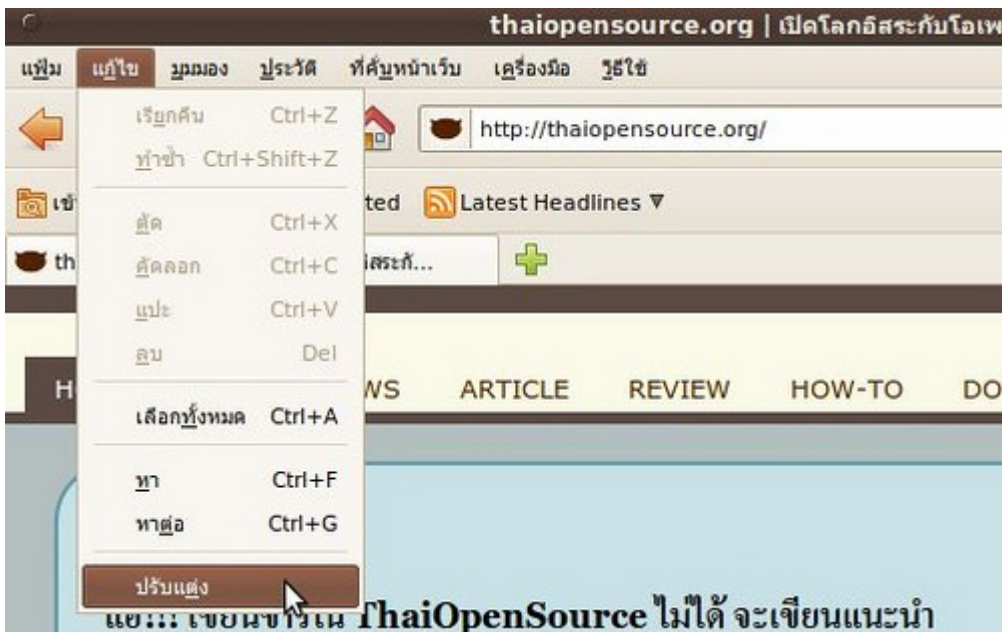 thaiopensource.org | เปิดโลกอิสระกับโอเพ
แฟ้ม แก้ไข มุมมอง ประวัติ ที่คั่นหน้าเว็บ เครื่องมือ วิธีใช้
เรียกคืน Ctrl+Z
http://thaiopensource.org/
ทำซ้ำ Ctrl+Shift+Z
ted Latest Headlines
ตัด Ctrl+X
th
คัดลอก Ctrl+C
แปะ Ctrl+V
ลบ Del
H WS ARTICLE REVIEW HOW-TO DO
เลือกทั้งหมด Ctrl+A
หา Ctrl+F
หาต่อ Ctrl+G
ปรับแต่ง
ThaiOpenSource ไม่ได้ จะเขียนแนะนำ